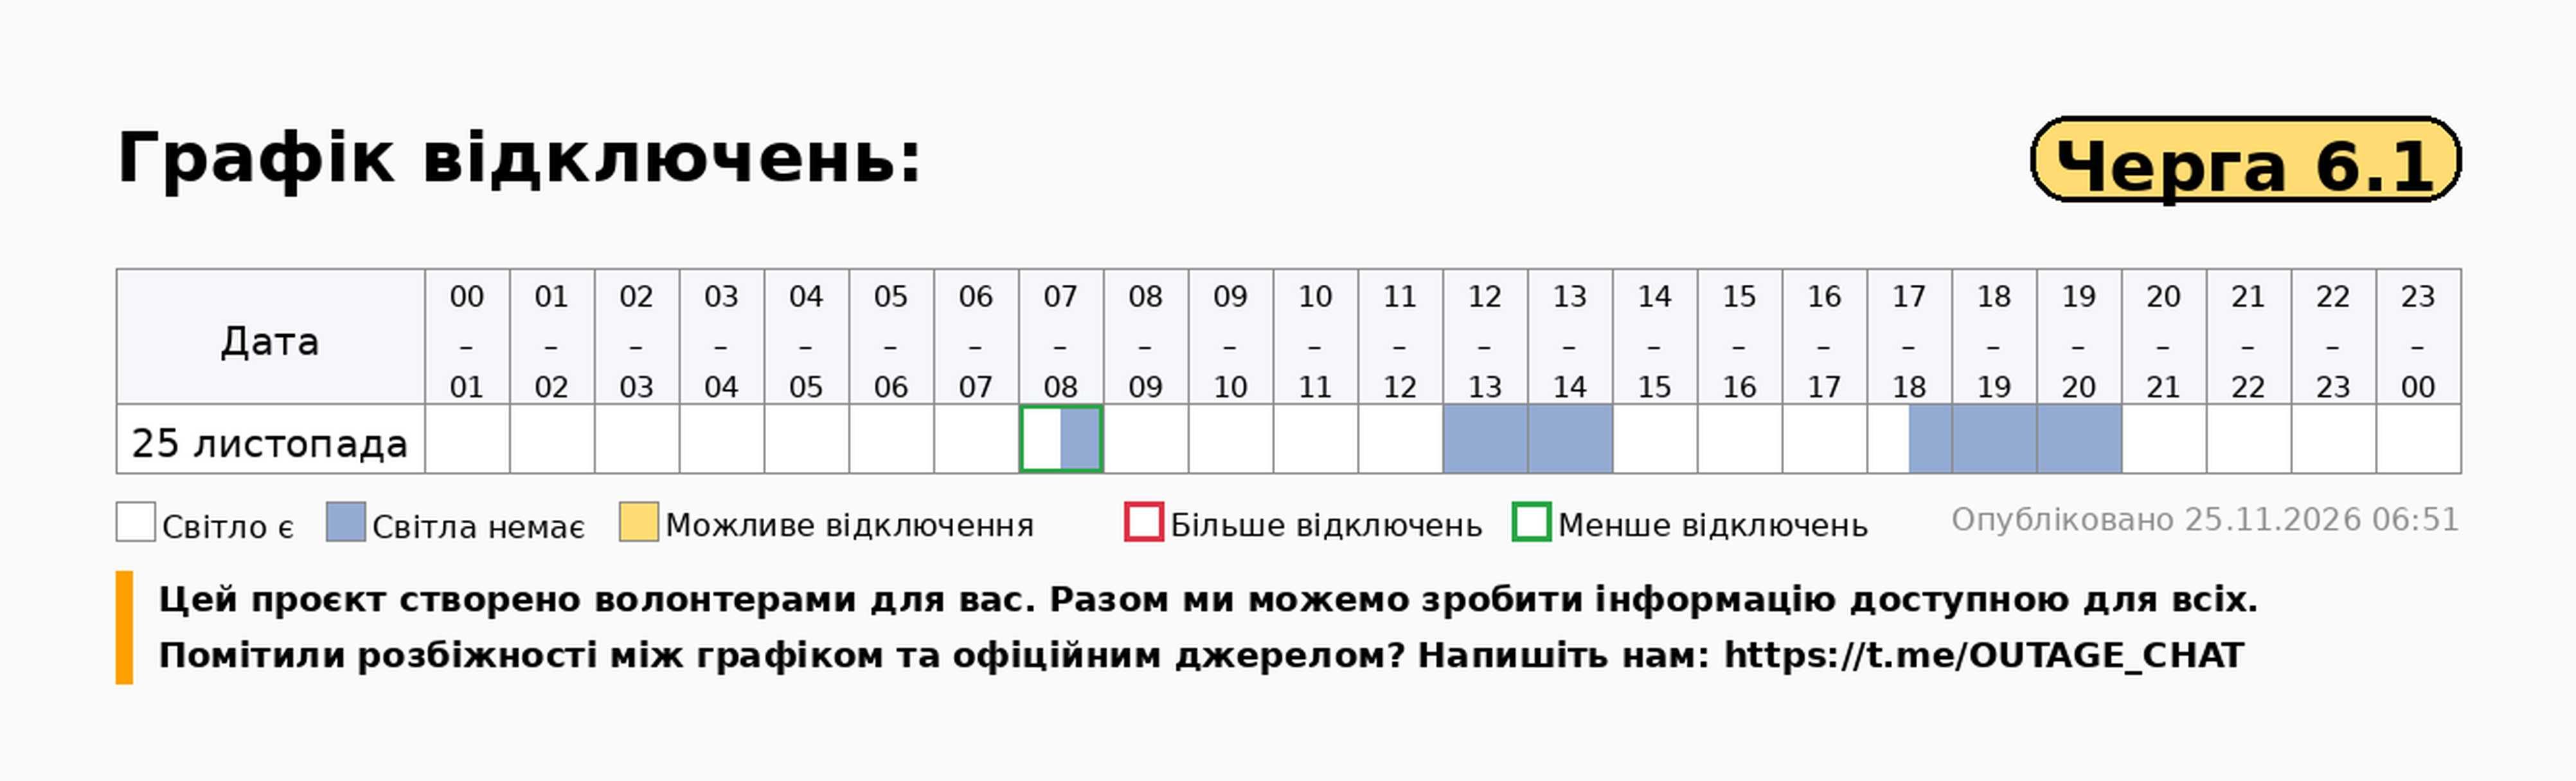 Графік відключень:
Черга 6.1
Дата
00 – 01
01 – 02
02 – 03
03 – 04
04 – 05
05 – 06
06 – 07
07 – 08
08 – 09
09 – 10
10 – 11
11 – 12
12 – 13
13 – 14
14 – 15
15 – 16
16 – 17
17 – 18
18 – 19
19 – 20
20 – 21
21 – 22
22 – 23
23 – 00
25 листопада
Світло є
Світла немає
Можливе відключення
Більше відключень
Менше відключень
Опубліковано 25.11.2026 06:51
Цей проєкт створено волонтерами для вас. Разом ми можемо зробити інформацію доступною для всіх.
Помітили розбіжності між графіком та офіційним джерелом? Напишіть нам: https://t.me/OUTAGE_CHAT